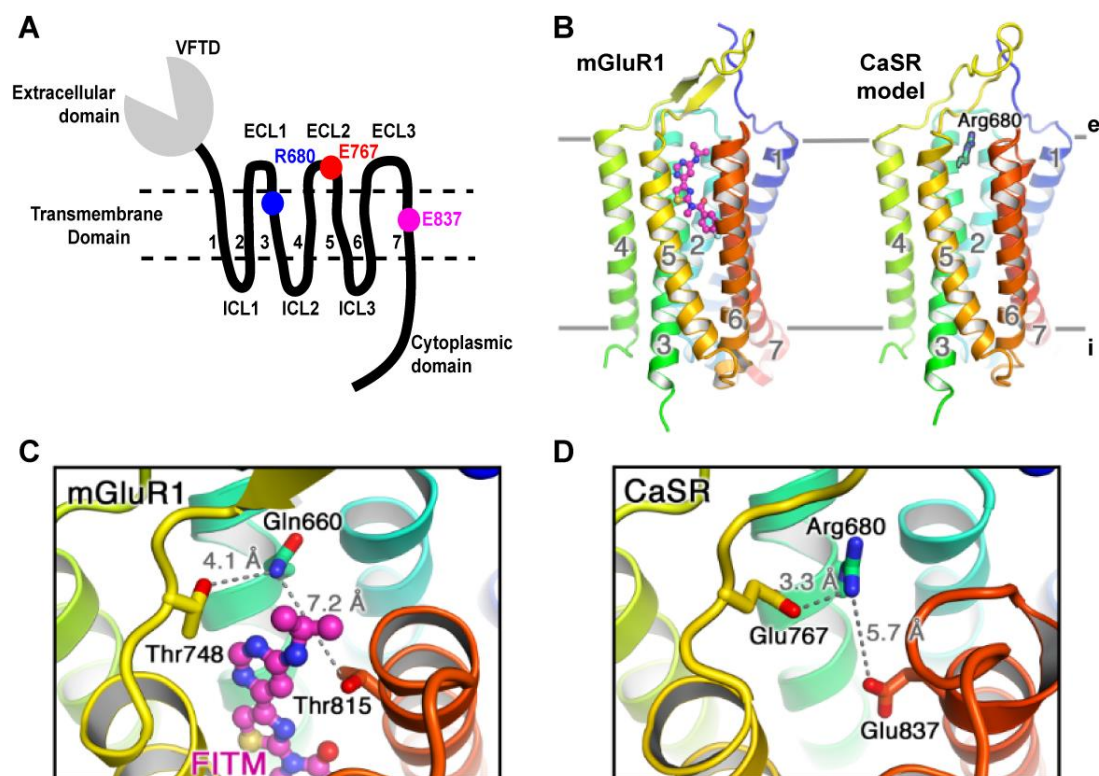 A
VFTD
Extracellular
domain
ECL1
ECL2
ECL3
R680
E767
Transmembrane
Domain
E837
1
2
3
4
5
6
7
ICL1
ICL2
ICL3
Cytoplasmic
domain
B
mGluR1
CaSR
model
Arg680
e
1
4
2
5
6
3
7
1
4
2
5
6
3
7
i
C
mGluR1
Gln660
4.1 Å
7.2 Å
Thr748
Thr815
FITM
D
CaSR
Arg680
3.3 Å
Glu767
5.7 Å
Glu837